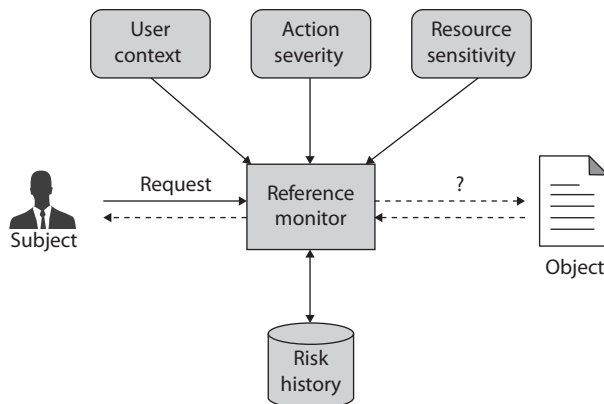 User
context
Action
severity
Resource
sensitivity
Request
?
Reference
monitor
Subject
Object
Risk
history